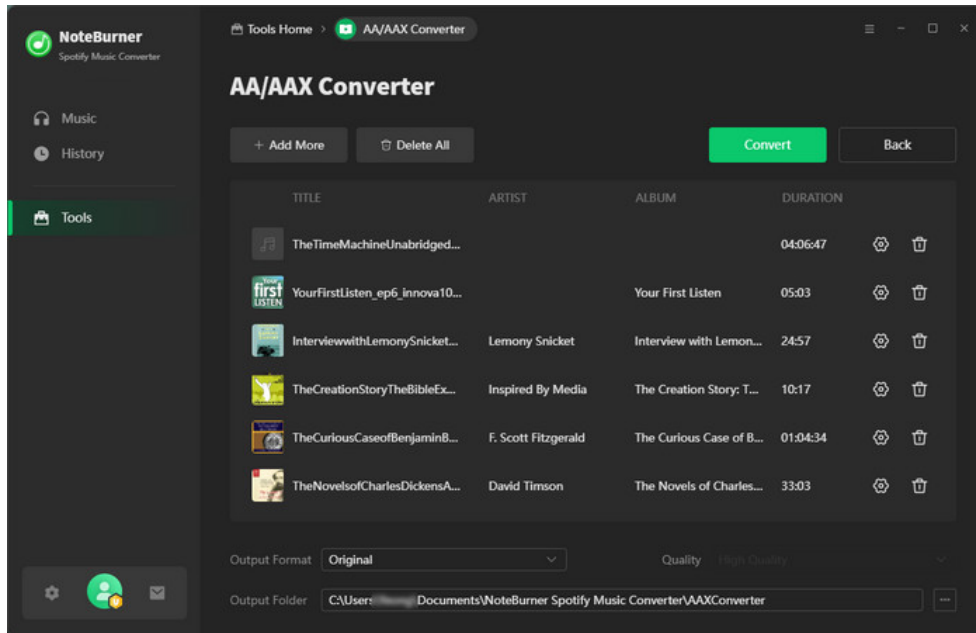 NoteBurner
Spotify Music Converter
Tools Home > AA/AAX Converter
Music
History
Tools
AA/AAX Converter
+ Add More
Delete All
Convert
Back
TITLE ARTIST ALBUM DURATION
TheTimeMachineUnabridged... 04:06:47
YourFirstListen_ep6_innova10... Your First Listen 05:03
InterviewwithLemonySnicket... Lemony Snicket Interview with Lemon... 24:57
TheCreationStoryTheBibleEx... Inspired By Media The Creation Story: T... 10:17
TheCuriousCaseofBenjaminB... F. Scott Fitzgerald The Curious Case of B... 01:04:34
TheNovelsofCharlesDickensA... David Timson The Novels of Charles... 33:03
first
LISTEN
Output Format Original Quality High Quality
Output Folder C:\Users Documents\NoteBurner Spotify Music Converter\AAXConverter